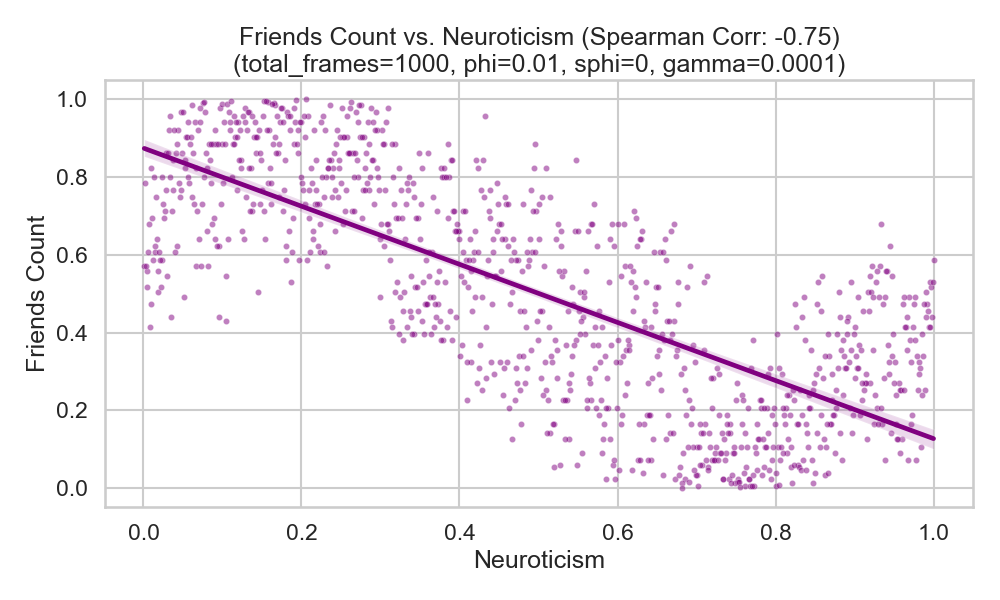 Friends Count vs. Neuroticism (Spearman Corr: -0.75)
(total_frames=1000, phi=0.01, sphi=0, gamma=0.0001)
Friends Count
1.0
0.8
0.6
0.4
0.2
0.0
0.0 0.2 0.4 0.6 0.8 1.0
Neuroticism